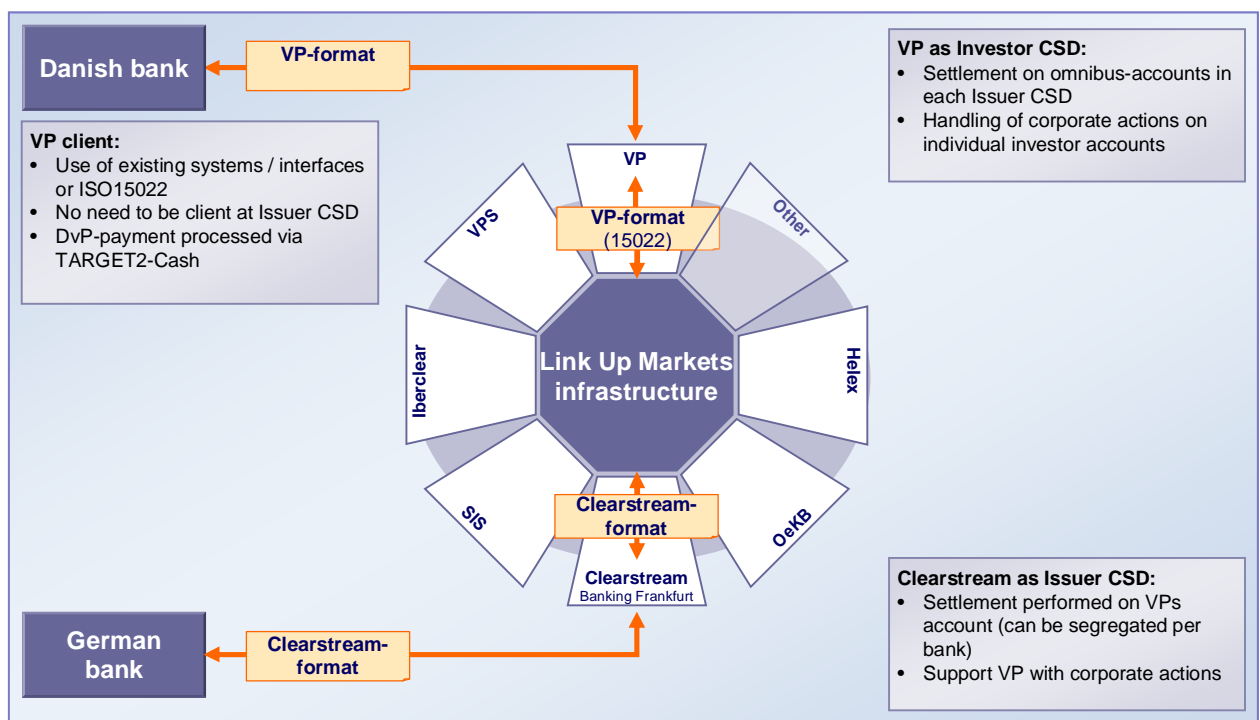 Danish bank
VP-format
VP as Investor CSD:
• Settlement on omnibus-accounts in
each Issuer CSD
• Handling of corporate actions on
individual investor accounts
VP client:
• Use of existing systems / interfaces
or ISO15022
• No need to be client at Issuer CSD
• DvP-payment processed via
TARGET2-Cash
VP
VPS
VP-format
(15022)
Other
Iberclear
Link Up Markets
infrastructure
Helex
SIS
Clearstream-
format
OeKB
Clearstream
Banking Frankfurt
Clearstream as Issuer CSD:
• Settlement performed on VPs
account (can be segregated per
bank)
• Support VP with corporate actions
German
bank
Clearstream-
format